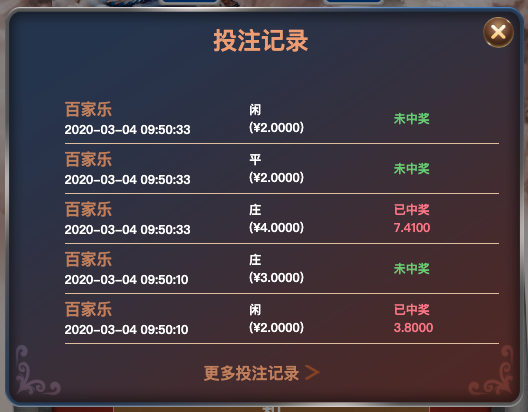 投注记录
百家乐
2020-03-04 09:50:33
闲
(¥2.0000)
未中奖
百家乐
2020-03-04 09:50:33
平
(¥2.0000)
未中奖
百家乐
2020-03-04 09:50:33
庄
(¥4.0000)
已中奖
7.4100
百家乐
2020-03-04 09:50:10
庄
(¥3.0000)
未中奖
百家乐
2020-03-04 09:50:10
闲
(¥2.0000)
已中奖
3.8000
更多投注记录 >